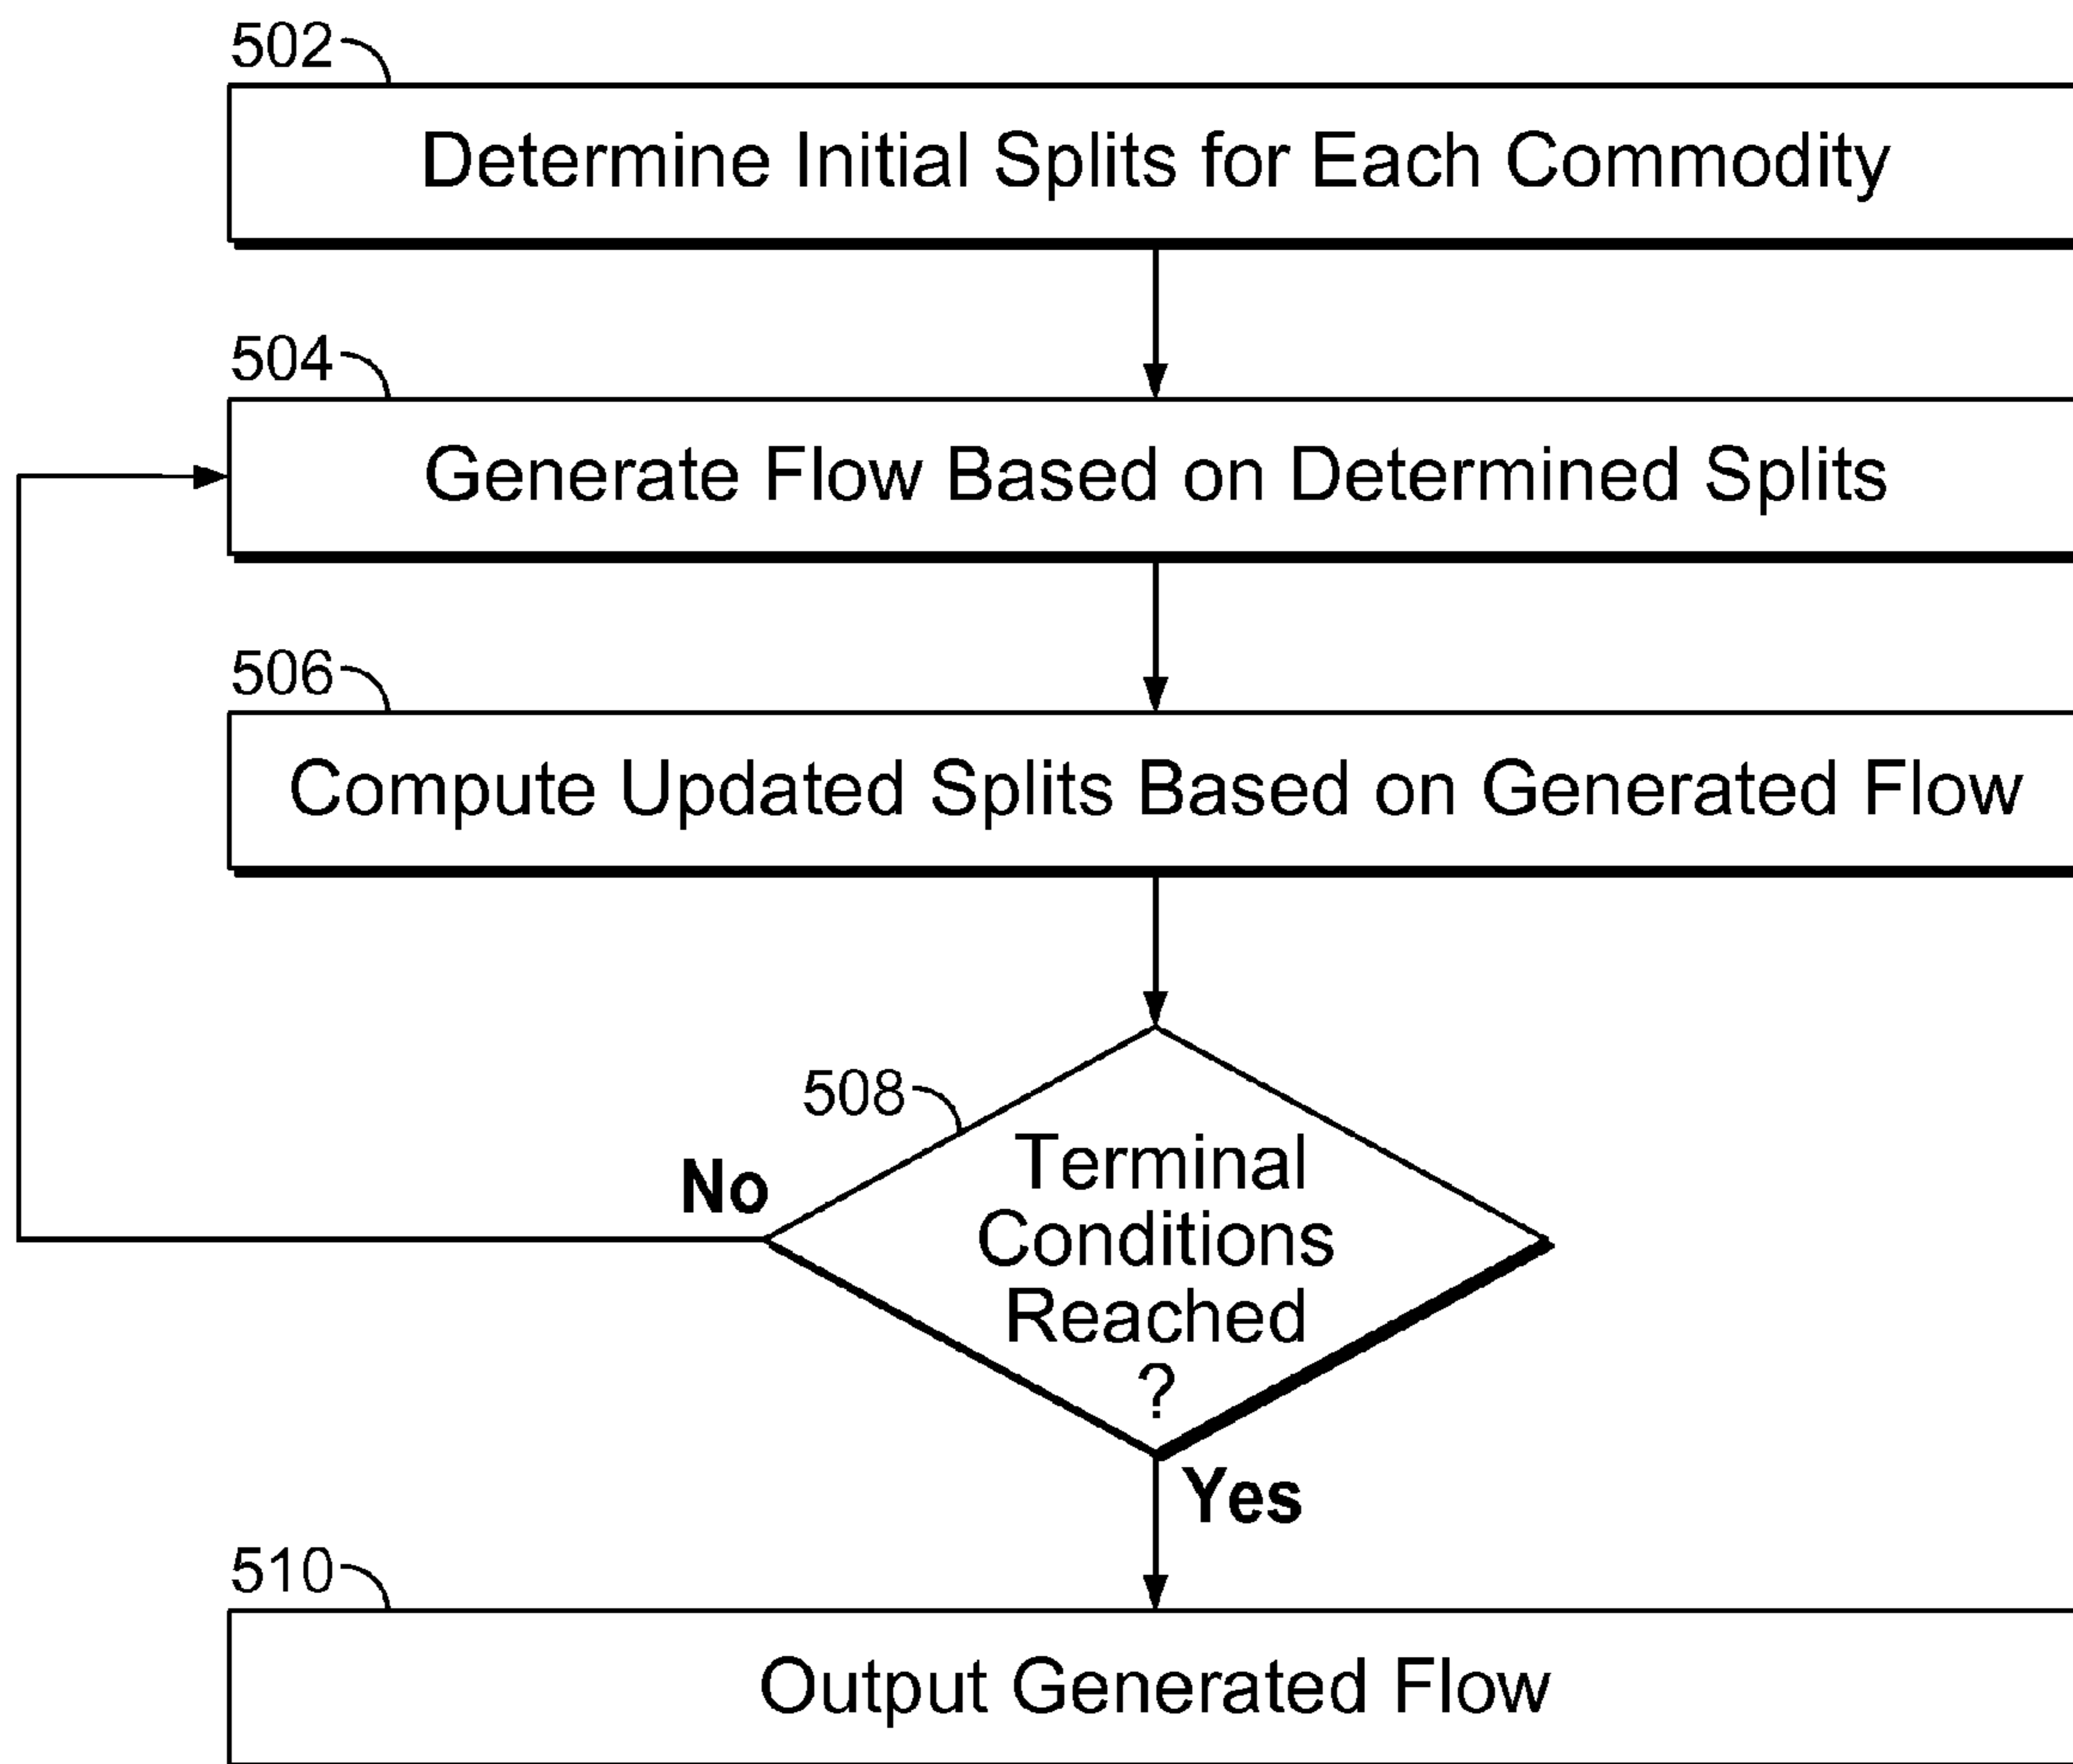 502
Determine Initial Splits for Each Commodity
504
Generate Flow Based on Determined Splits
506
Compute Updated Splits Based on Generated Flow
508
Terminal
Conditions
Reached
?
No
Yes
510
Output Generated Flow